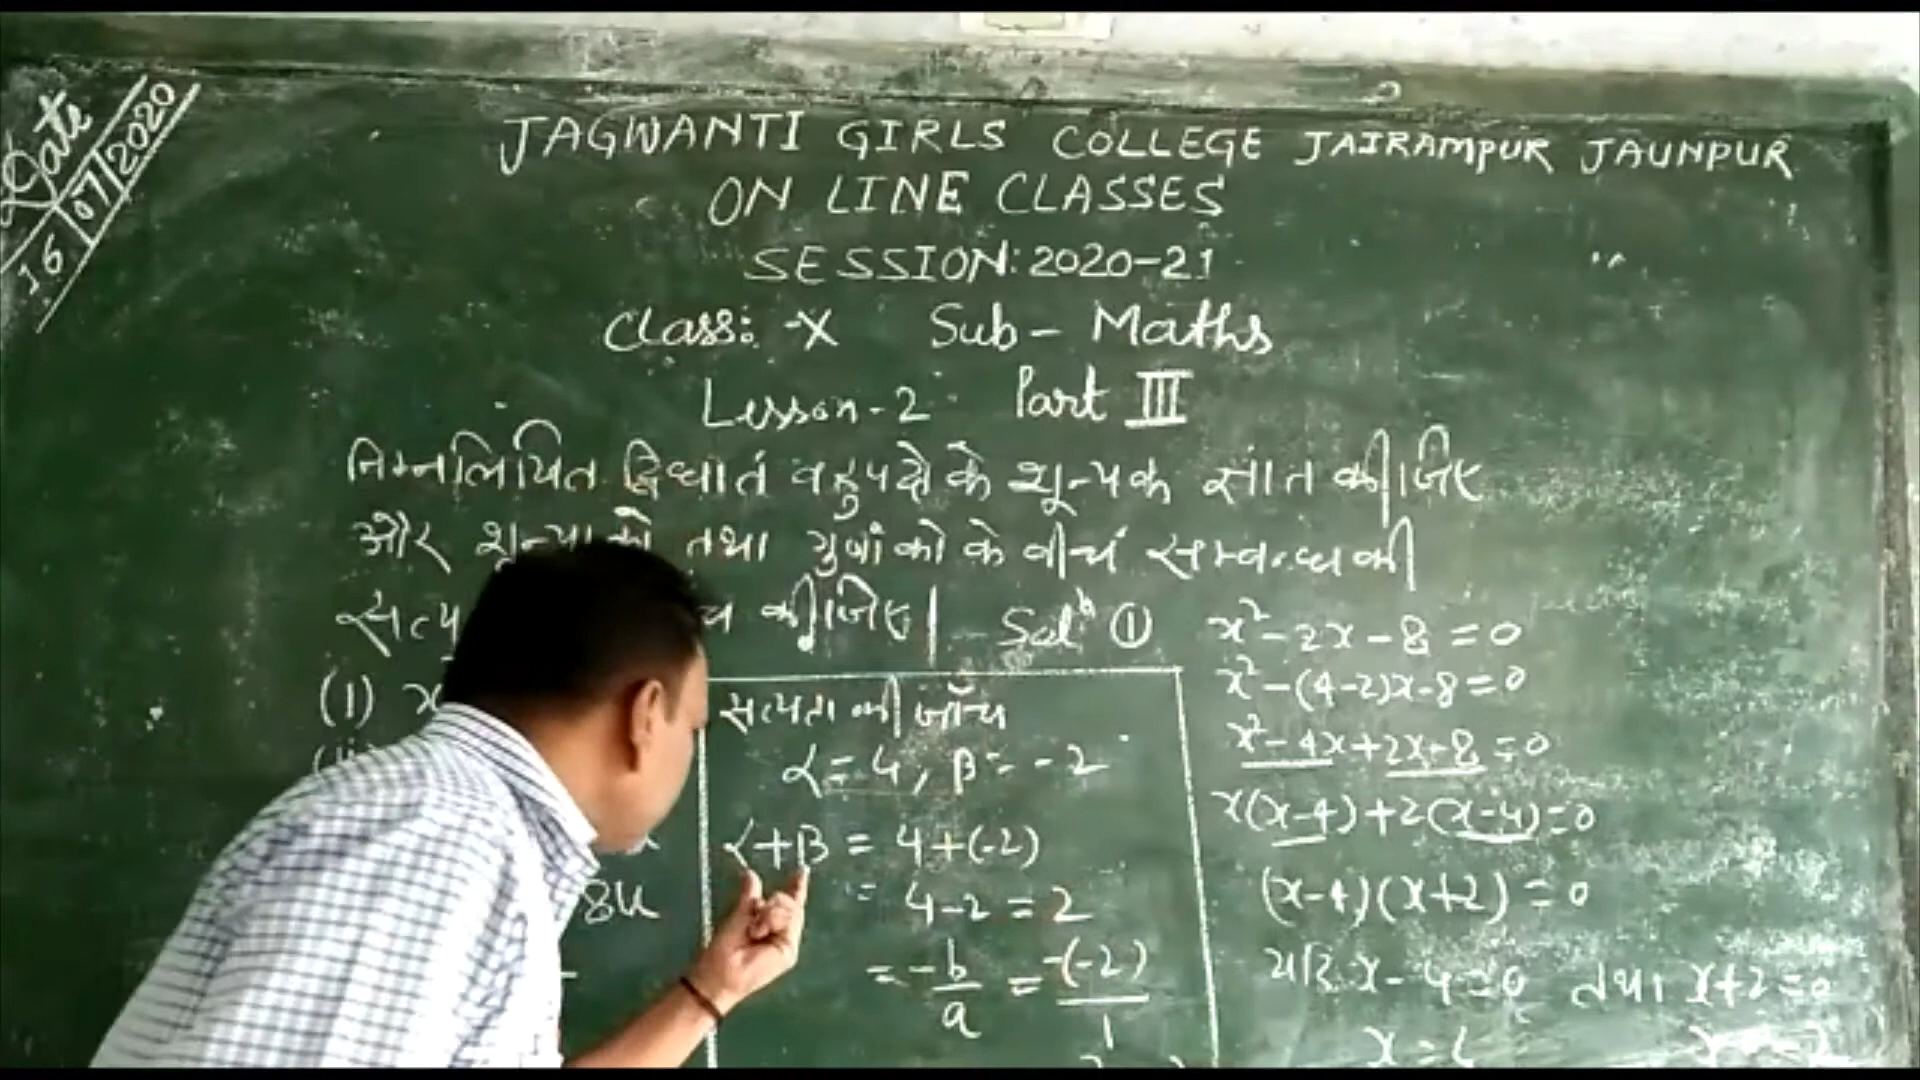 Date
16/07/2020
JAGWANTI GIRLS COLLEGE JAIRAMPUR JAUNPUR
ON LINE CLASSES
SESSION: 2020-21
Class: -X Sub - Maths
Lesson-2 Part III
निम्नलिखित द्विघात बहुपदों के शून्यक ज्ञात कीजिए
और शून्यकों तथा गुणांको के बीच सम्बन्ध की
कीजिए।
(1) x
सत्यता की जाँच
α = 4, β = -2
α+β = 4+(-2)
= 4-2 = 2
= -b/a = -(-2)/1
8u
Solⁿ ① x²-2x-8=0
x²-(4-2)x-8=0
x²-4x+2x-8=0
x(x-4)+2(x-4)=0
(x-4)(x+2)=0
यदि x-4=0 तथा x+2=0